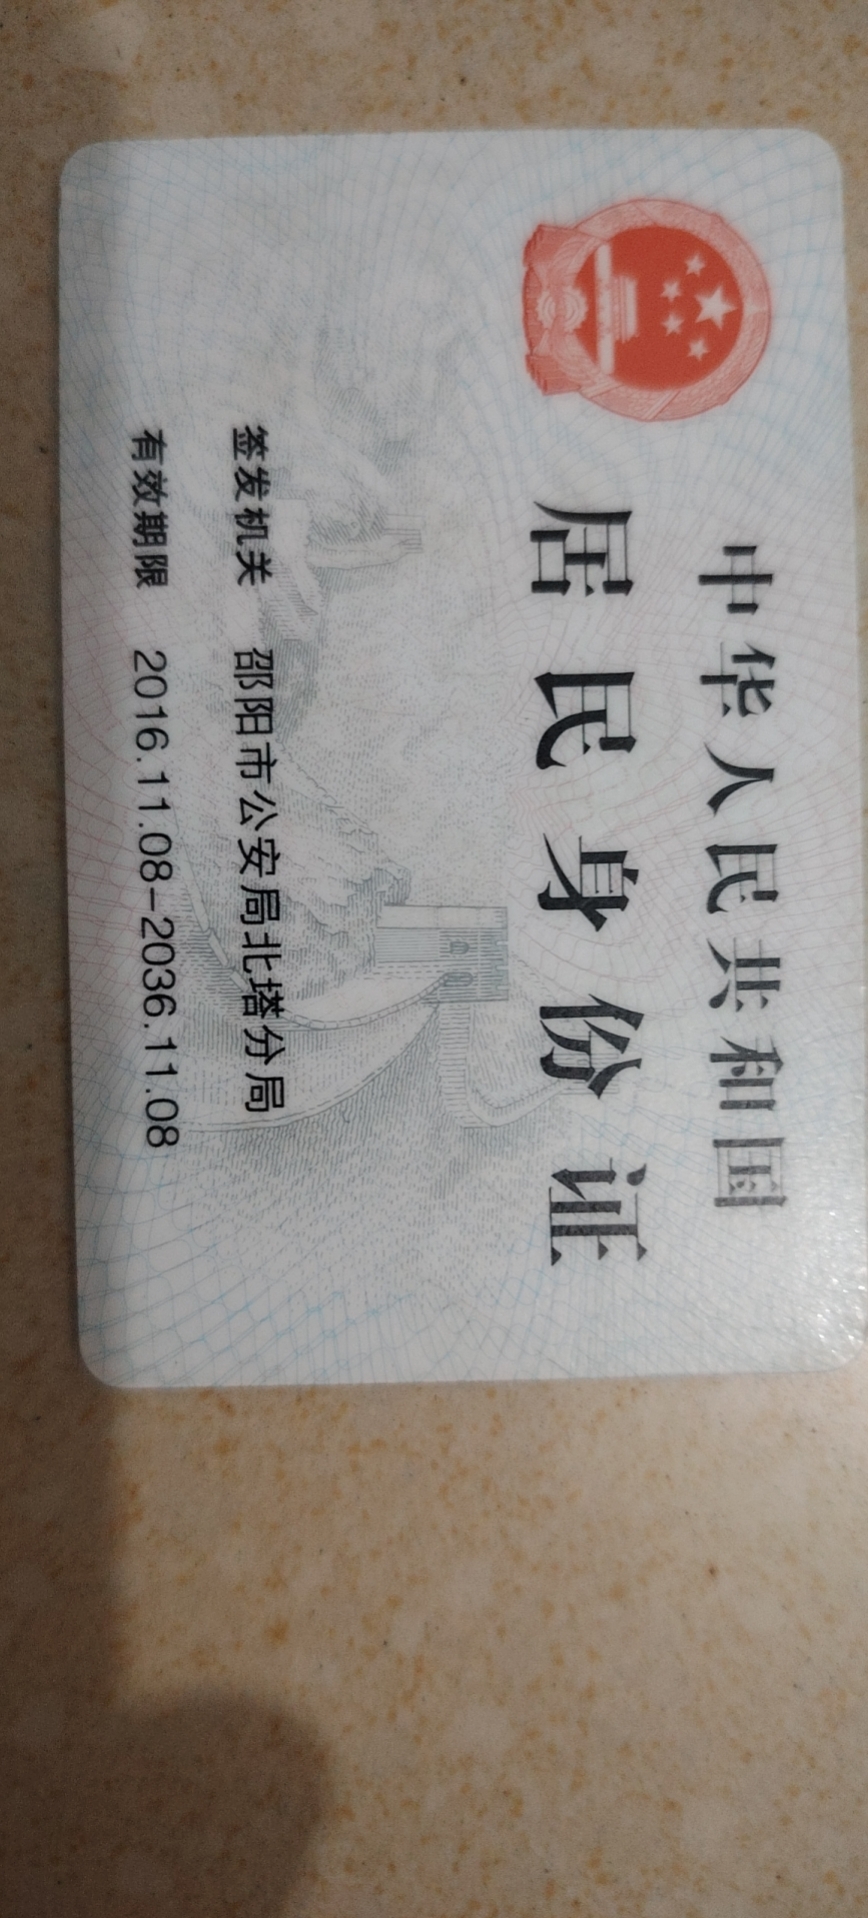 中华人民共和国
居民身份证
签发机关 邵阳市公安局北塔分局
有效期限 2016.11.08-2036.11.08